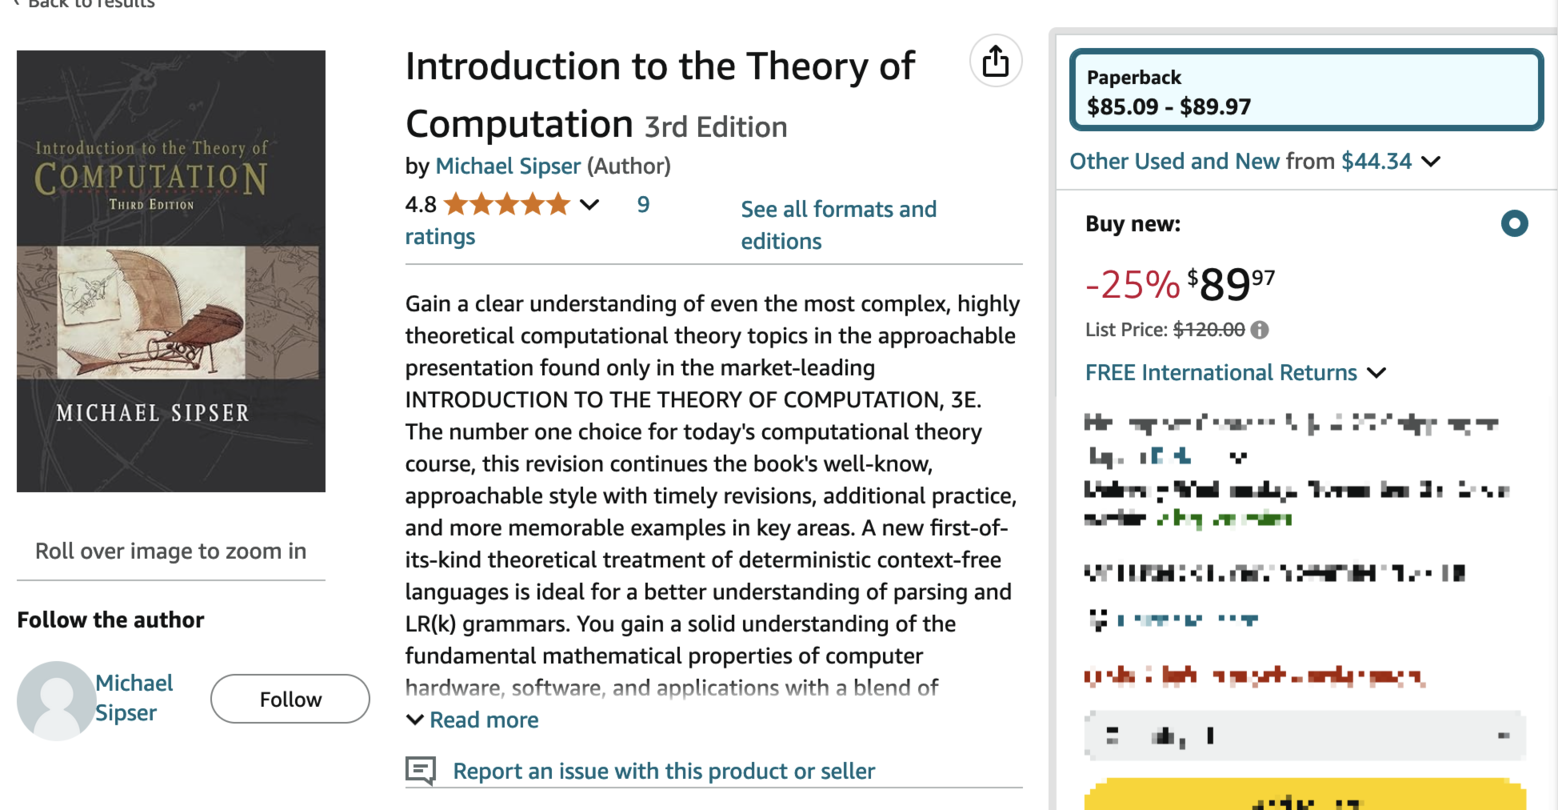 Back to results
Introduction to the Theory of
COMPUTATION
THIRD EDITION
MICHAEL SIPSER
Roll over image to zoom in
Follow the author
Michael
Sipser
Follow
Introduction to the Theory of
Computation 3rd Edition
by Michael Sipser (Author)
4.8 9
ratings
See all formats and
editions
Gain a clear understanding of even the most complex, highly
theoretical computational theory topics in the approachable
presentation found only in the market-leading
INTRODUCTION TO THE THEORY OF COMPUTATION, 3E.
The number one choice for today's computational theory
course, this revision continues the book's well-know,
approachable style with timely revisions, additional practice,
and more memorable examples in key areas. A new first-of-
its-kind theoretical treatment of deterministic context-free
languages is ideal for a better understanding of parsing and
LR(k) grammars. You gain a solid understanding of the
fundamental mathematical properties of computer
hardware, software, and applications with a blend of
Read more
Report an issue with this product or seller
Paperback
$85.09 - $89.97
Other Used and New from $44.34
Buy new:
-25% $89 97
List Price: $120.00
FREE International Returns